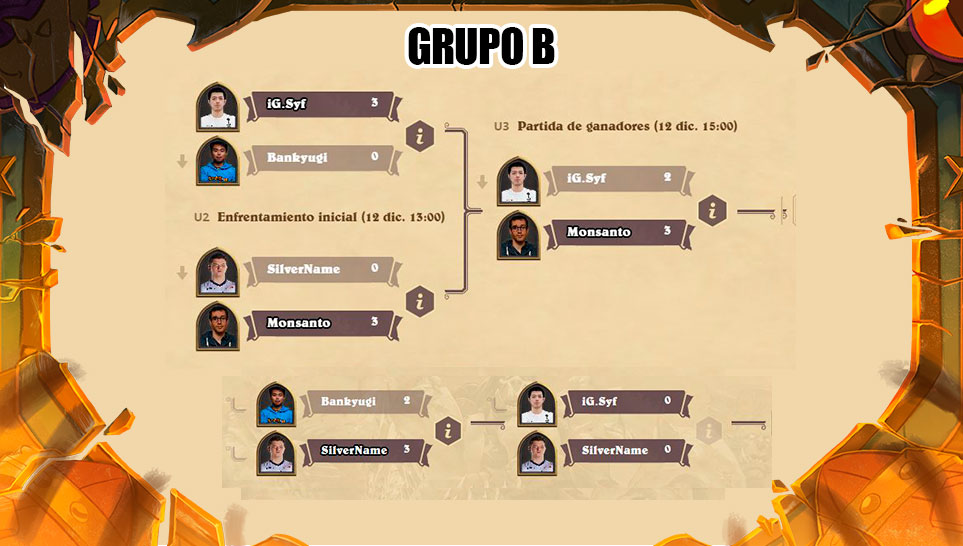 GRUPO B
iG.Syf 3
Bankyugi 0
i
U2 Enfrentamiento inicial (12 dic. 13:00)
SilverName 0
Monsanto 3
i
U3 Partida de ganadores (12 dic. 15:00)
iG.Syf 2
Monsanto 3
i
Bankyugi 2
SilverName 3
i
iG.Syf 0
SilverName 0
i